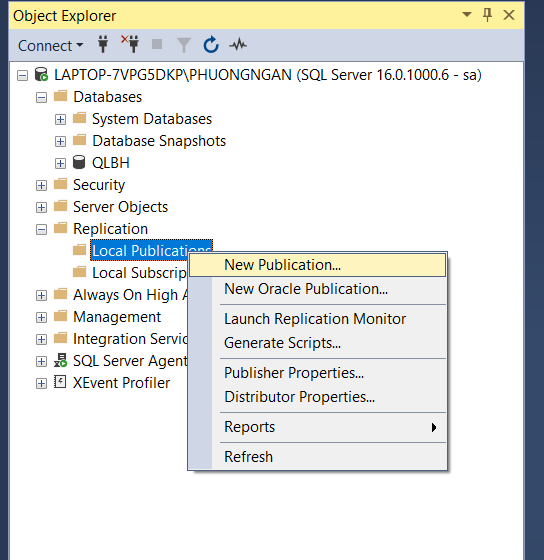 Object Explorer
Connect
LAPTOP-7VPG5DKP\PHUONGNGAN (SQL Server 16.0.1000.6 - sa)
Databases
System Databases
Database Snapshots
QLBH
Security
Server Objects
Replication
Local Publications
New Publication...
Local Subscrip
New Oracle Publication...
Always On High A
Launch Replication Monitor
Management
Generate Scripts...
Integration Servic
SQL Server Agent
Publisher Properties...
XEvent Profiler
Distributor Properties...
Reports
Refresh